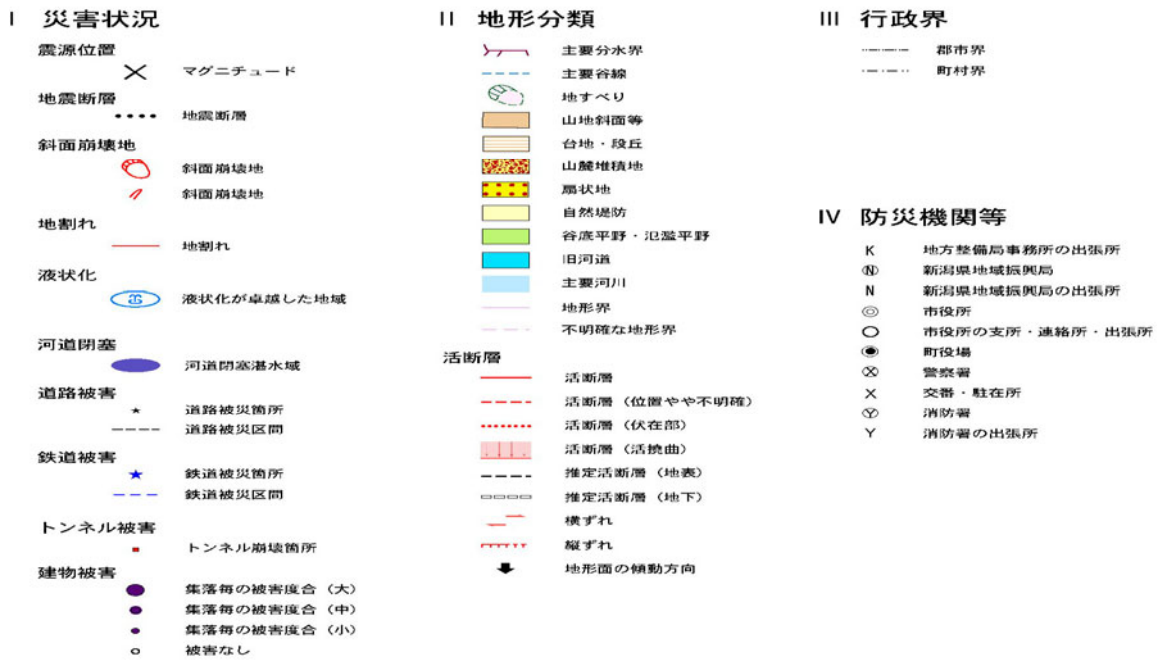 I 災害状況
震源位置
マグニチュード
地震断層
地震断層
斜面崩壊地
斜面崩壊地
斜面崩壊地
地割れ
地割れ
液状化
液状化が卓越した地域
河道閉塞
河道閉塞湛水域
道路被害
道路被災箇所
道路被災区間
鉄道被害
鉄道被災箇所
鉄道被災区間
トンネル被害
トンネル崩壊箇所
建物被害
集落毎の被害度合（大）
集落毎の被害度合（中）
集落毎の被害度合（小）
被害なし
II 地形分類
主要分水界
主要谷線
地すべり
山地斜面等
台地・段丘
山麓堆積地
扇状地
自然堤防
谷底平野・氾濫平野
旧河道
主要河川
地形界
不明確な地形界
活断層
活断層
活断層（位置やや不明確）
活断層（伏在部）
活断層（活撓曲）
推定活断層（地表）
推定活断層（地下）
横ずれ
縦ずれ
地形面の傾動方向
III 行政界
郡市界
町村界
IV 防災機関等
K 地方整備局事務所の出張所
N 新潟県地域振興局
N 新潟県地域振興局の出張所
市役所
市役所の支所・連絡所・出張所
町役場
警察署
X 交番・駐在所
Y 消防署
Y 消防署の出張所